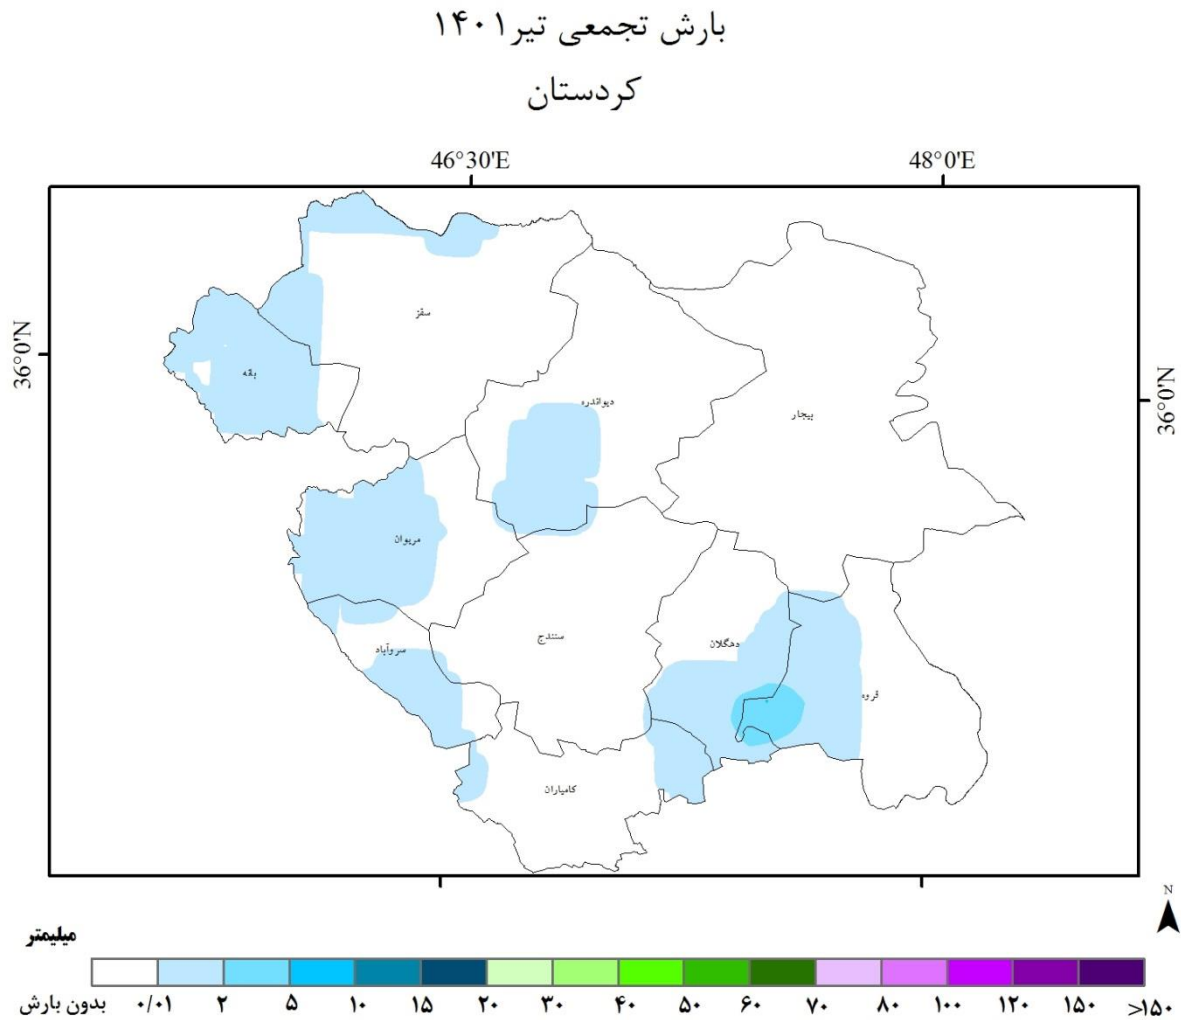 بارش تجمعی تیر۱۴۰۱
کردستان
46°30'E
48°0'E
36°0'N
36°0'N
سقز
بانه
دیواندره
بیجار
مریوان
سنندج
دهگلان
سروآباد
قروه
کامیاران
N
میلیمتر
بدون بارش ۰/۰۱ ۲ ۵ ۱۰ ۱۵ ۲۰ ۳۰ ۴۰ ۵۰ ۶۰ ۷۰ ۸۰ ۱۰۰ ۱۲۰ ۱۵۰ >۱۵۰